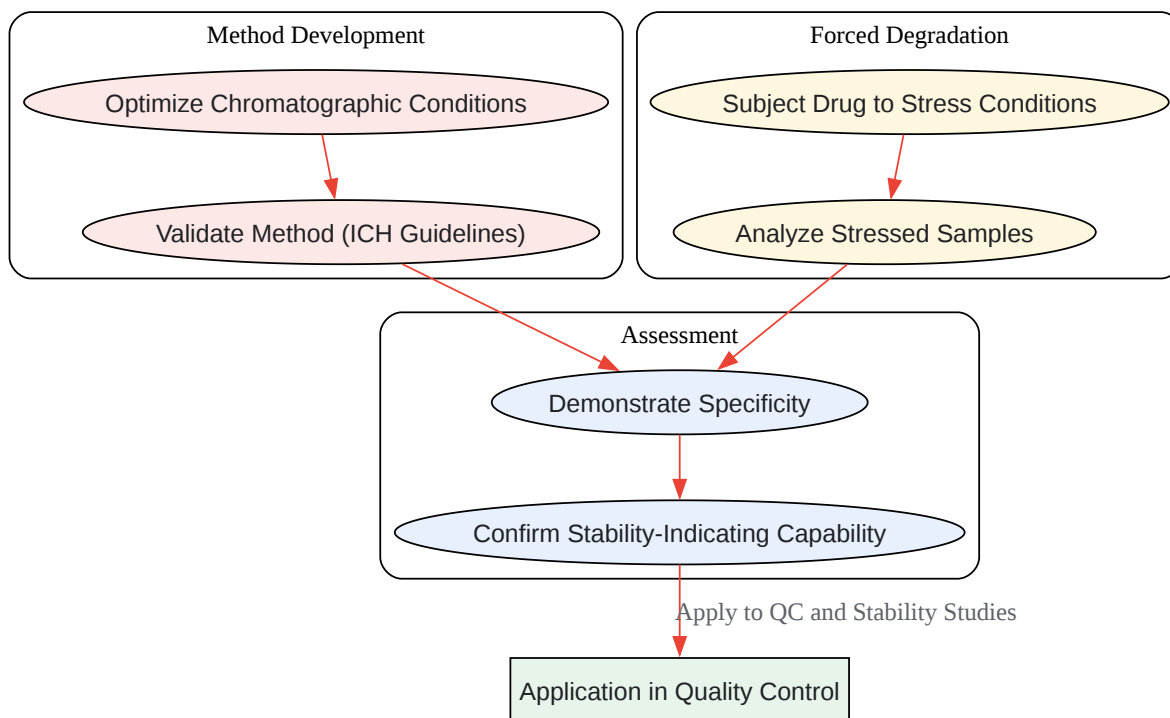 Method Development
Optimize Chromatographic Conditions
Validate Method (ICH Guidelines)
Forced Degradation
Subject Drug to Stress Conditions
Analyze Stressed Samples
Assessment
Demonstrate Specificity
Confirm Stability-Indicating Capability
Apply to QC and Stability Studies
Application in Quality Control